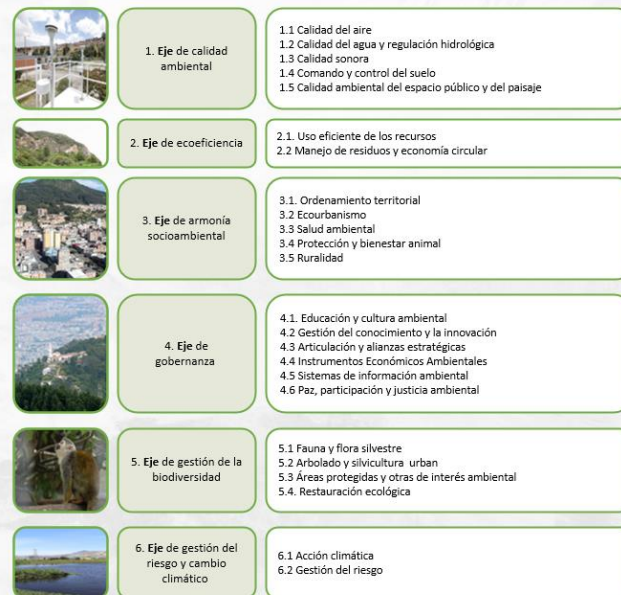 1. Eje de calidad
ambiental
1.1 Calidad del aire
1.2 Calidad del agua y regulación hidrológica
1.3 Calidad sonora
1.4 Comando y control del suelo
1.5 Calidad ambiental del espacio público y del paisaje
2. Eje de ecoeficiencia
2.1. Uso eficiente de los recursos
2.2 Manejo de residuos y economía circular
3. Eje de armonía
socioambiental
3.1. Ordenamiento territorial
3.2 Ecourbanismo
3.3 Salud ambiental
3.4 Protección y bienestar animal
3.5 Ruralidad
4. Eje de
gobernanza
4.1. Educación y cultura ambiental
4.2 Gestión del conocimiento y la innovación
4.3 Articulación y alianzas estratégicas
4.4 Instrumentos Económicos Ambientales
4.5 Sistemas de información ambiental
4.6 Paz, participación y justicia ambiental
5. Eje de gestión de la
biodiversidad
5.1 Fauna y flora silvestre
5.2 Arbolado y silvicultura urban
5.3 Áreas protegidas y otras de interés ambiental
5.4. Restauración ecológica
6. Eje de gestión del
riesgo y cambio
climático
6.1 Acción climática
6.2 Gestión del riesgo